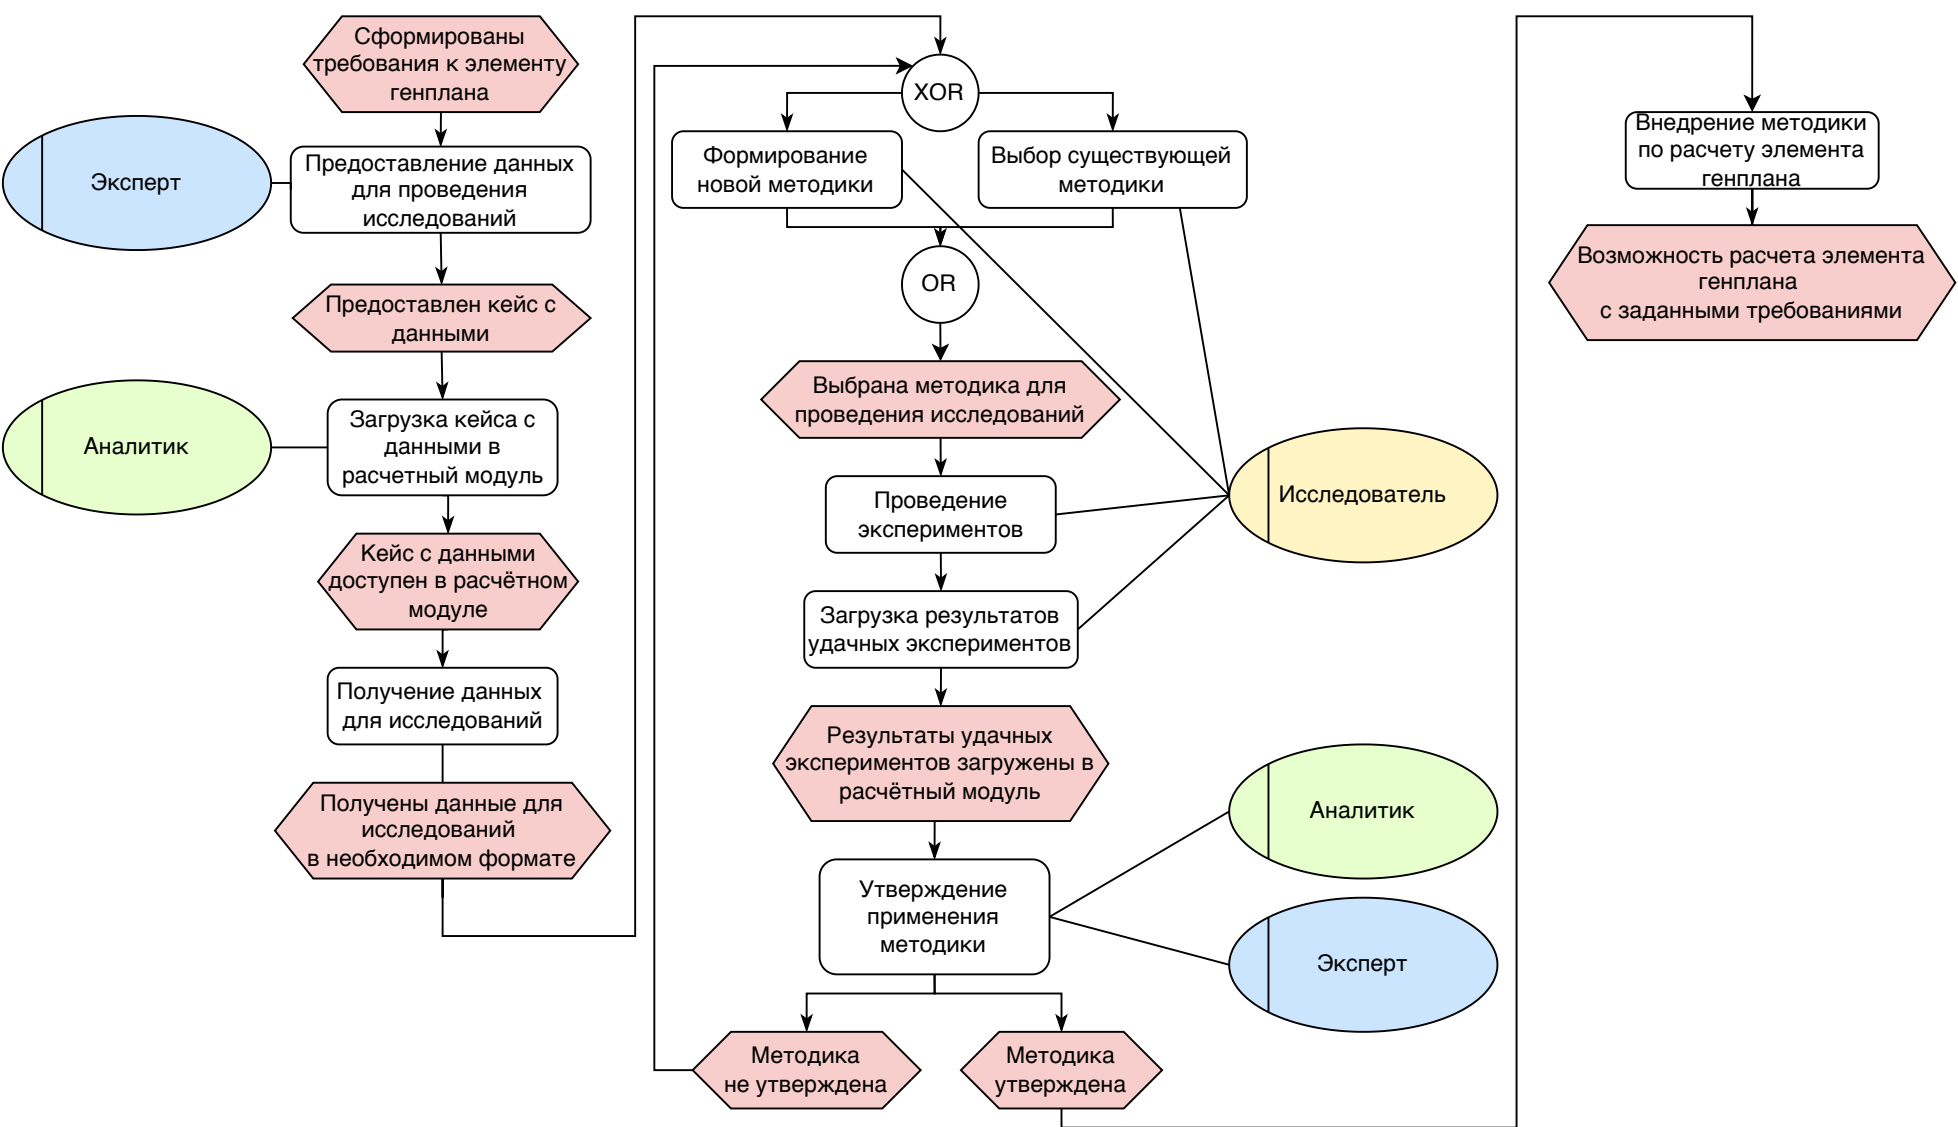 Сформированы
требования к элементу
генплана
Эксперт
Предоставление данных
для проведения
исследований
Предоставлен кейс с
данными
Аналитик
Загрузка кейса с
данными в
расчетный модуль
Кейс с данными
доступен в расчётном
модуле
Получение данных
для исследований
Получены данные для
исследований
в необходимом формате
XOR
Формирование
новой методики
Выбор существующей
методики
OR
Выбрана методика для
проведения исследований
Проведение
экспериментов
Исследователь
Загрузка результатов
удачных экспериментов
Результаты удачных
экспериментов загружены в
расчётный модуль
Аналитик
Утверждение
применения
методики
Эксперт
Методика
не утверждена
Методика
утверждена
Внедрение методики
по расчету элемента
генплана
Возможность расчета элемента
генплана
с заданными требованиями